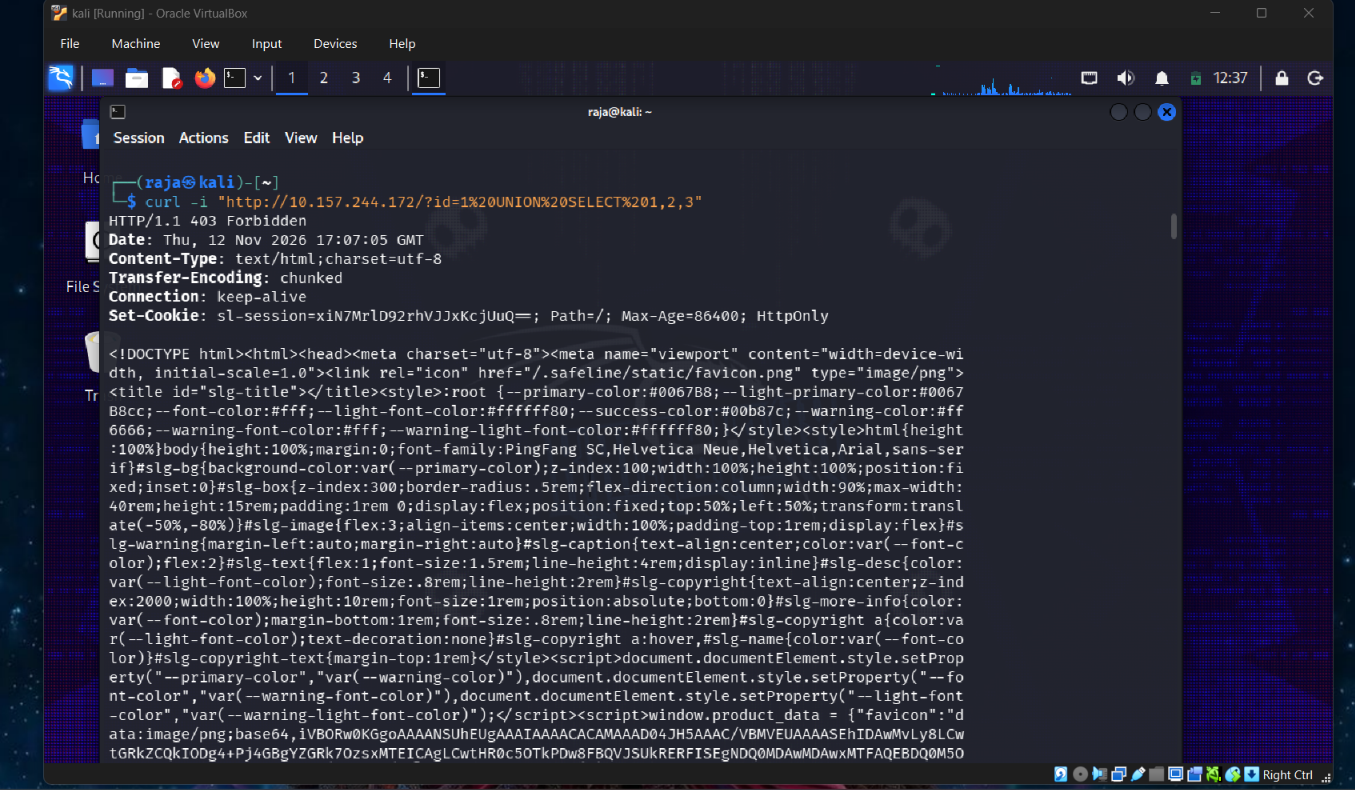 kali [Running] - Oracle VirtualBox
File Machine View Input Devices Help
1 2 3 4 12:37
raja@kali: ~
Session Actions Edit View Help
┌──(raja㉿kali)-[~]
└─$ curl -i "http://10.157.244.172/?id=1%20UNION%20SELECT%201,2,3"
HTTP/1.1 403 Forbidden
Date: Thu, 12 Nov 2026 17:07:05 GMT
Content-Type: text/html;charset=utf-8
Transfer-Encoding: chunked
Connection: keep-alive
Set-Cookie: sl-session=xiN7MrlD92rhVJJxKcjUuQ==; Path=/; Max-Age=86400; HttpOnly
<!DOCTYPE html><html><head><meta charset="utf-8"><meta name="viewport" content="width=device-wi
dth, initial-scale=1.0"><link rel="icon" href="/.safeline/static/favicon.png" type="image/png">
<title id="slg-title"></title><style>:root {--primary-color:#0067B8;--light-primary-color:#0067
B8cc;--font-color:#fff;--light-font-color:#ffffff80;--success-color:#00b87c;--warning-color:#ff
6666;--warning-font-color:#fff;--warning-light-font-color:#ffffff80;}</style><style>html{height
:100%}body{height:100%;margin:0;font-family:PingFang SC,Helvetica Neue,Helvetica,Arial,sans-ser
if}#slg-bg{background-color:var(--primary-color);z-index:100;width:100%;height:100%;position:fi
xed;inset:0}#slg-box{z-index:300;border-radius:.5rem;flex-direction:column;width:90%;max-width:
40rem;height:15rem;padding:1rem 0;display:flex;position:fixed;top:50%;left:50%;transform:transl
ate(-50%,-80%)}#slg-image{flex:3;align-items:center;width:100%;padding-top:1rem;display:flex}#s
lg-warning{margin-left:auto;margin-right:auto}#slg-caption{text-align:center;color:var(--font-c
olor);flex:2}#slg-text{flex:1;font-size:1.5rem;line-height:4rem;display:inline}#slg-desc{color:
var(--light-font-color);font-size:.8rem;line-height:2rem}#slg-copyright{text-align:center;z-ind
ex:2000;width:100%;height:10rem;font-size:1rem;position:absolute;bottom:0}#slg-more-info{color:
var(--font-color);margin-bottom:1rem;font-size:.8rem;line-height:2rem}#slg-copyright a{color:va
r(--light-font-color);text-decoration:none}#slg-copyright a:hover,#slg-name{color:var(--font-co
lor)}#slg-copyright-text{margin-top:1rem}</style><script>document.documentElement.style.setProp
erty("--primary-color","var(--warning-color)"),document.documentElement.style.setProperty("--fo
nt-color","var(--warning-font-color)"),document.documentElement.style.setProperty("--light-font
-color","var(--warning-light-font-color)");</script><script>window.product_data = {"favicon":"d
ata:image/png;base64,iVBORw0KGgoAAAANSUhEUgAAAIAAAACACAMAAAD04JH5AAAC/VBMVEUAAAASEhIDAwMvLy8LCw
Right Ctrl